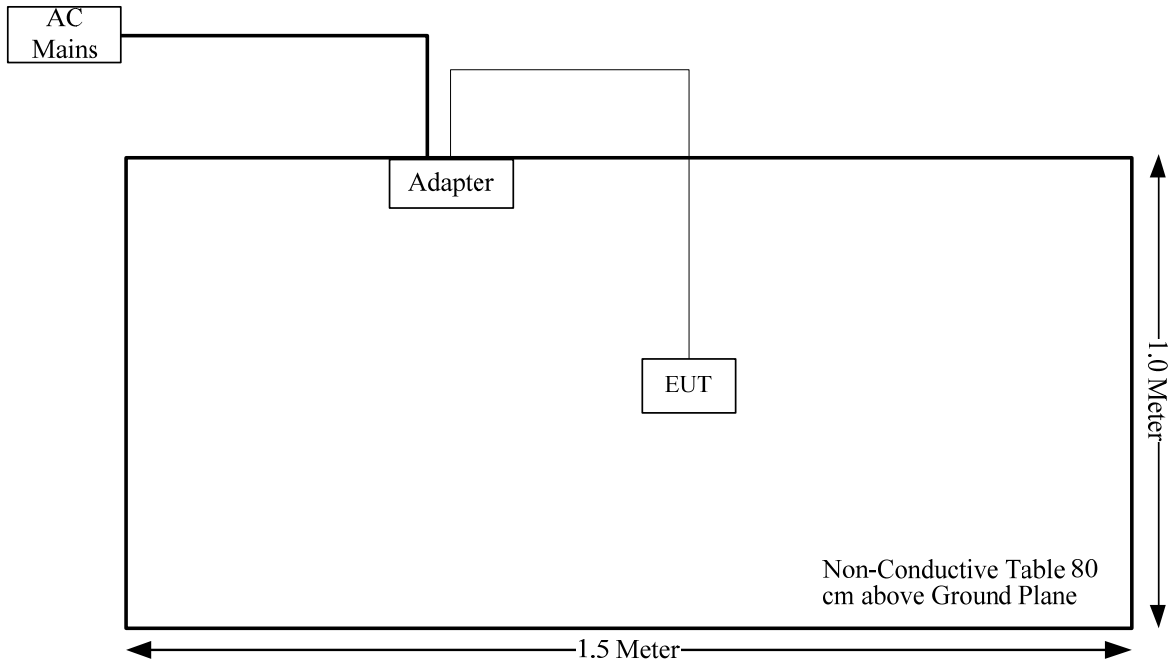 AC
Mains
Adapter
EUT
1.0 Meter
Non-Conductive Table 80
cm above Ground Plane
1.5 Meter